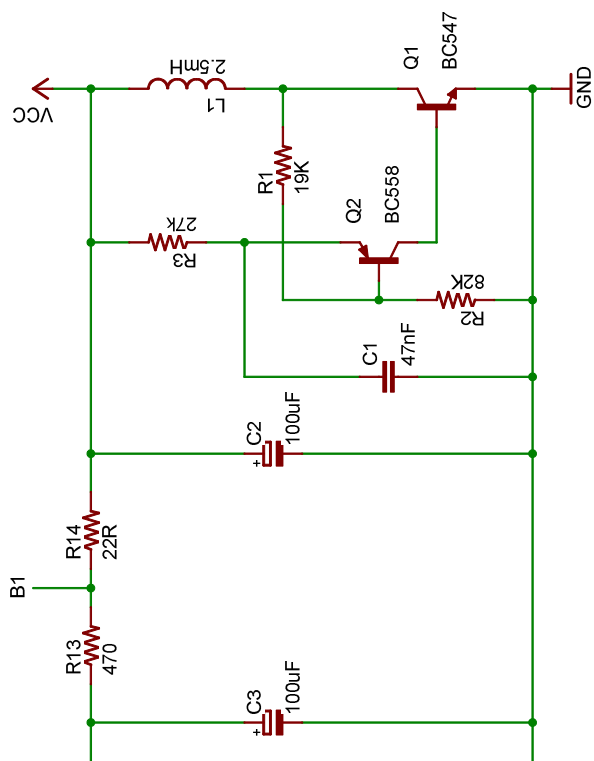 VCC
2.5mH
L1
Q1
BC547
GND
R1
19K
Q2
BC558
27k
R3
82K
R2
C1
47nF
C2
100uF
+
R14
22R
B1
R13
470
C3
100uF
+